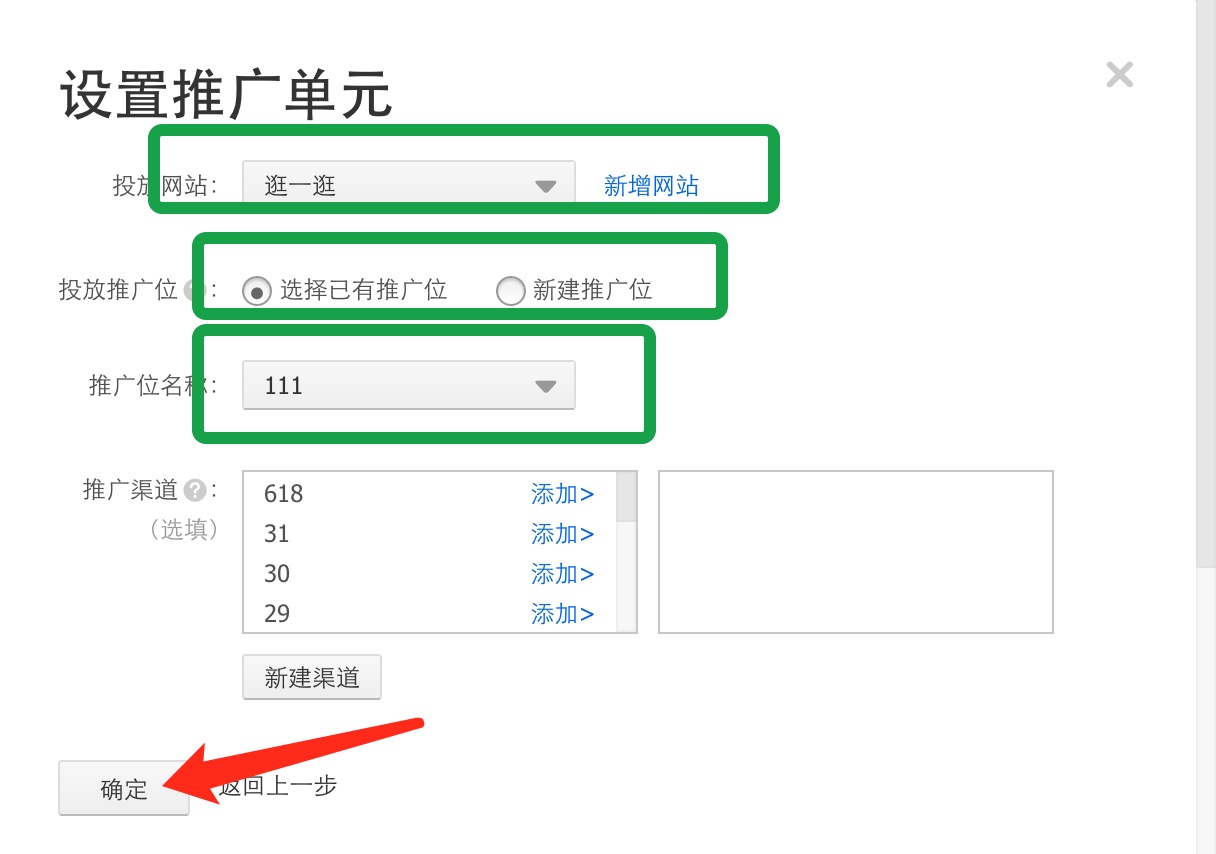 设置推广单元
投放网站： 逛一逛 新增网站
投放推广位 ： 选择已有推广位 新建推广位
推广位名称： 111
推广渠道 ? ：
（选填）
618 添加>
31 添加>
30 添加>
29 添加>
新建渠道
确定 返回上一步